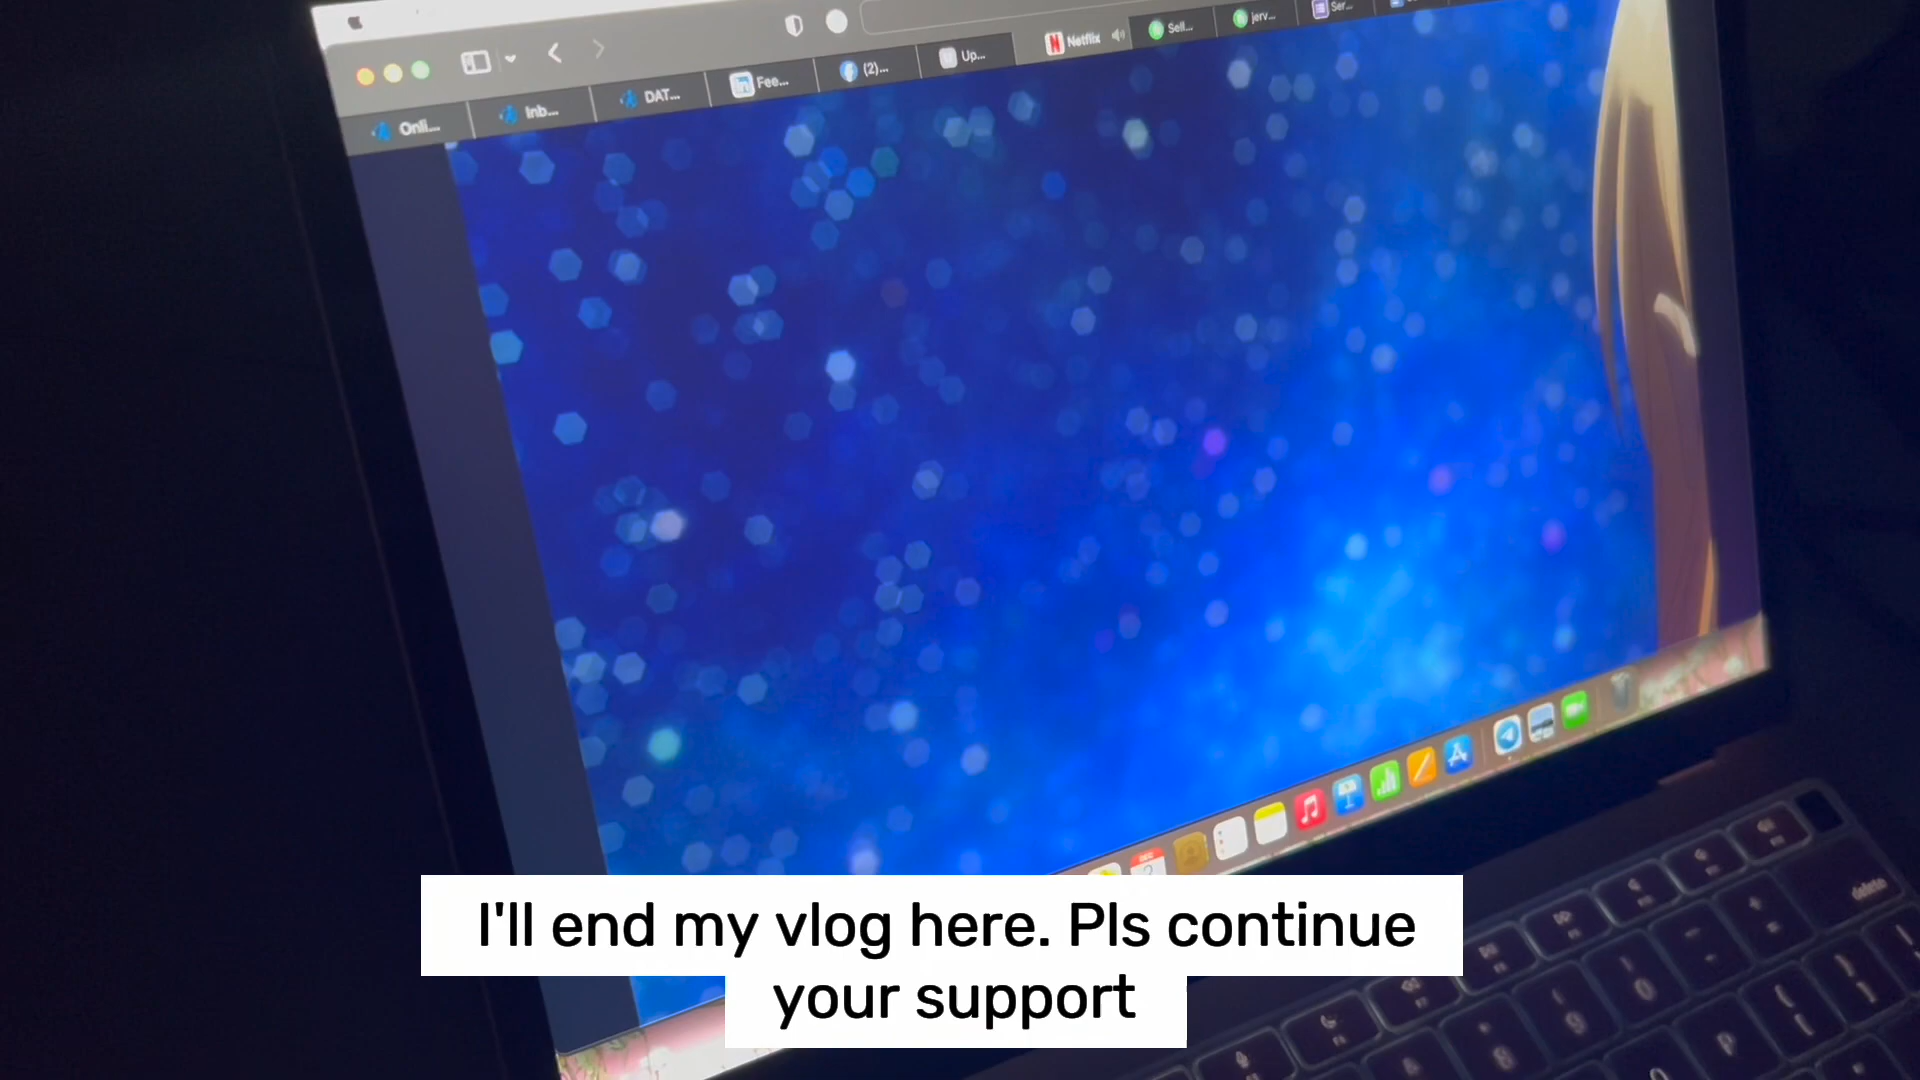 Onli...
Inb...
DAT...
Fee...
(2)...
Up...
Netflix
Sell...
jerv...
Ser...
delete
I'll end my vlog here. Pls continue
your support